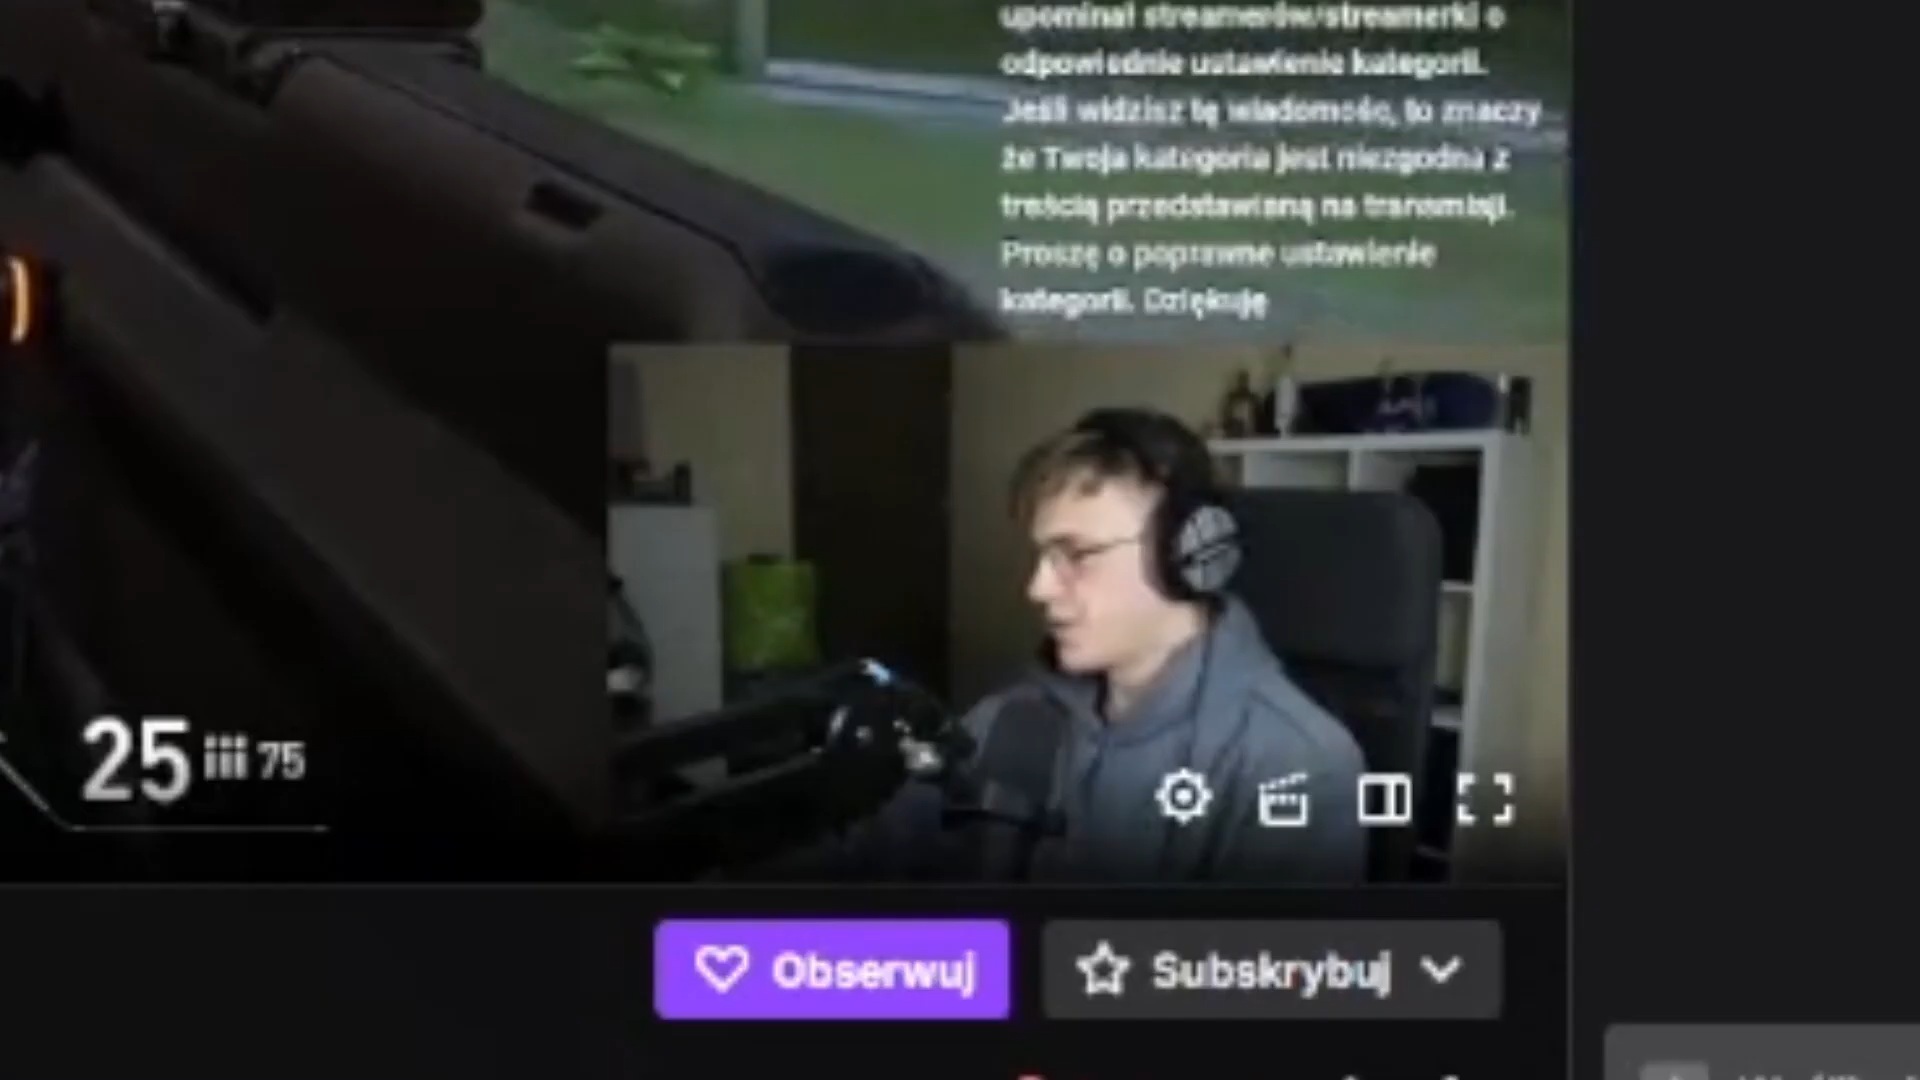 upominał streamerów/streamerki o
odpowiednie ustawienie kategorii.
Jeśli widzisz tę wiadomośc, to znaczy
że Twoja kategoria jest niezgodna z
treścią przedstawianą na transmisji.
Proszę o poprawne ustawienie
kategorii. Dziękuję
25 75
Obserwuj
Subskrybuj